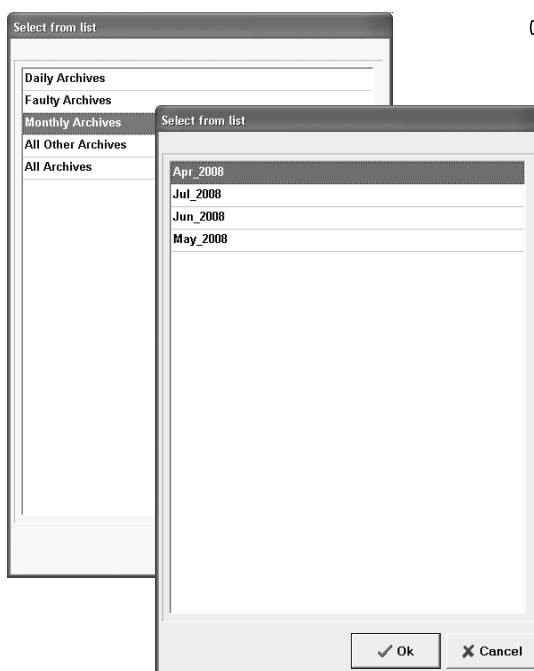 Select from list
Daily Archives
Faulty Archives
Monthly Archives
All Other Archives
All Archives
Select from list
Apr_2008
Jul_2008
Jun_2008
May_2008
Ok
Cancel